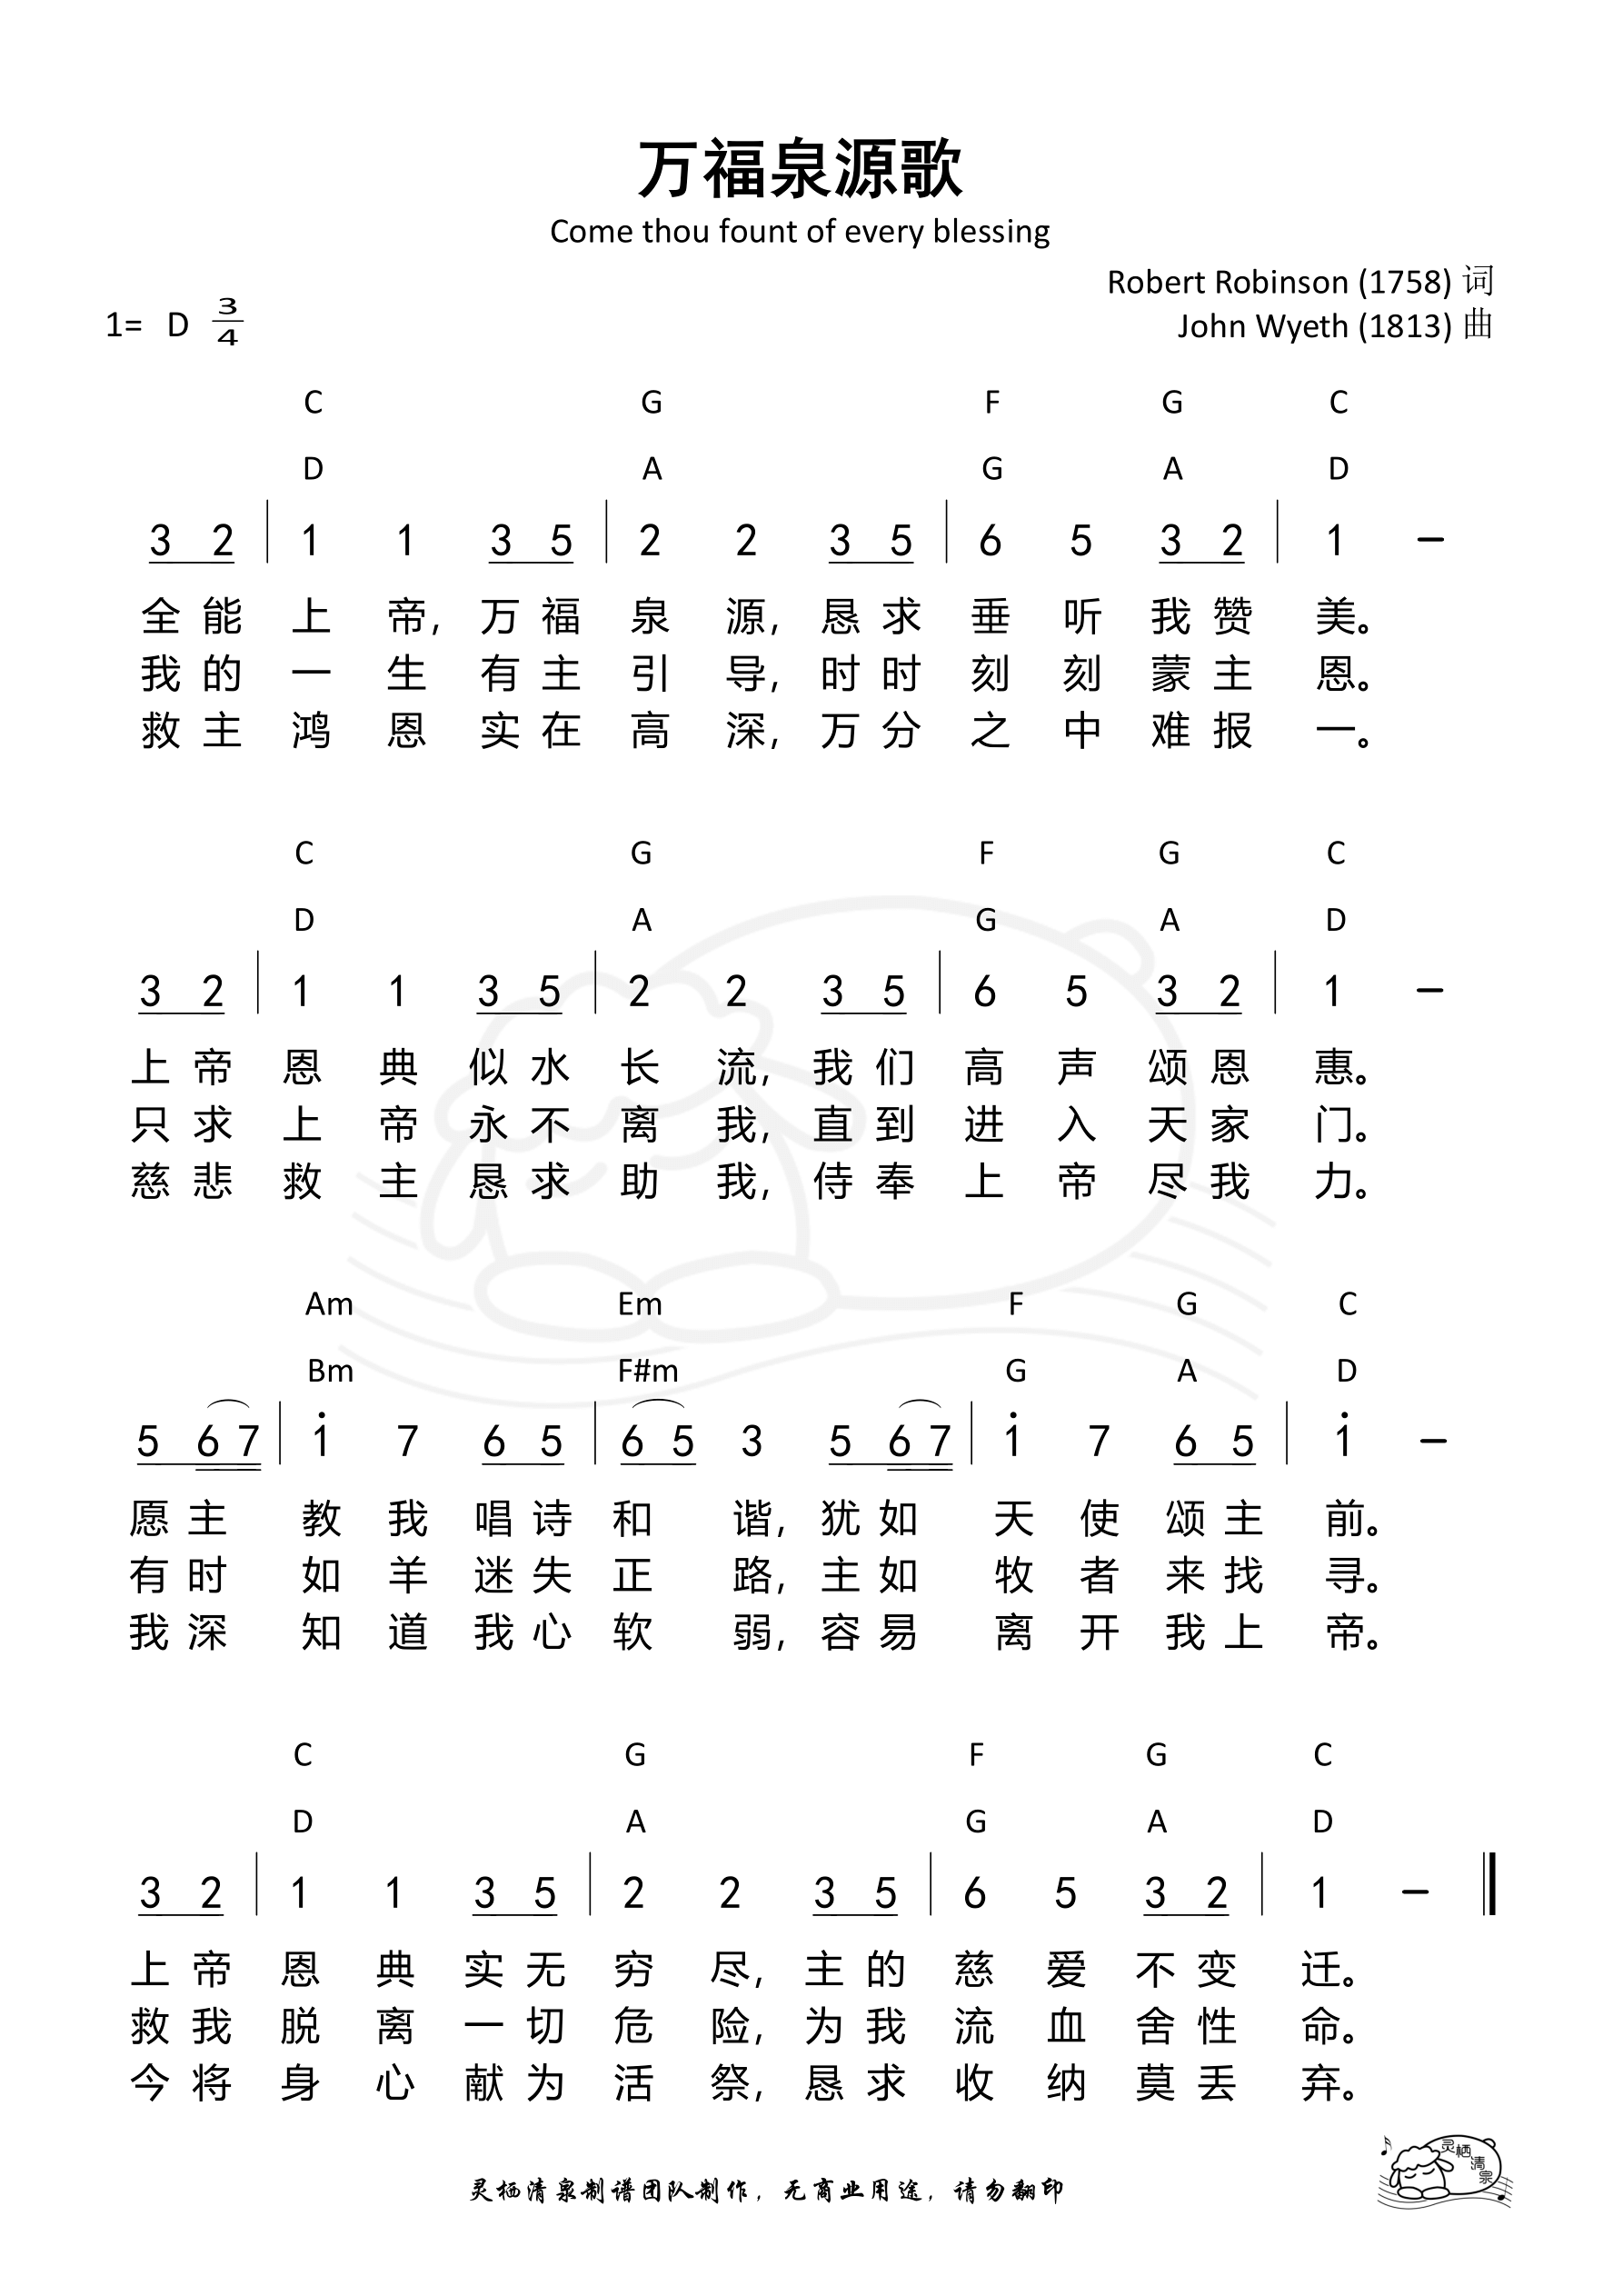 万福泉源歌
Come thou fount of every blessing
Robert Robinson (1758) 词
1= D 3/4
John Wyeth (1813) 曲
C G F G C
D A G A D
3 2 | 1 1 3 5 | 2 2 3 5 | 6 5 3 2 | 1 –
全能上帝,万福泉源,恳求垂听我赞美。
我的一生有主引导,时时刻刻蒙主恩。
救主鸿恩实在高深,万分之中难报一。
C G F G C
D A G A D
3 2 | 1 1 3 5 | 2 2 3 5 | 6 5 3 2 | 1 –
上帝恩典似水长流,我们高声颂恩惠。
只求上帝永不离我,直到进入天家门。
慈悲救主恳求助我,侍奉上帝尽我力。
Am Em F G C
Bm F#m G A D
5 6 7 | 1̇ 7 6 5 | 6 5 3 5 6 7 | 1̇ 7 6 5 | 1̇ –
愿主教我唱诗和谐,犹如天使颂主前。
有时如羊迷失正路,主如牧者来找寻。
我深知道我心软弱,容易离开我上帝。
C G F G C
D A G A D
3 2 | 1 1 3 5 | 2 2 3 5 | 6 5 3 2 | 1 – ‖
上帝恩典实无穷尽,主的慈爱不变迁。
救我脱离一切危险,为我流血舍性命。
今将身心献为活祭,恳求收纳莫丢弃。
灵栖清泉制谱团队制作，无商业用途，请勿翻印
灵栖清泉